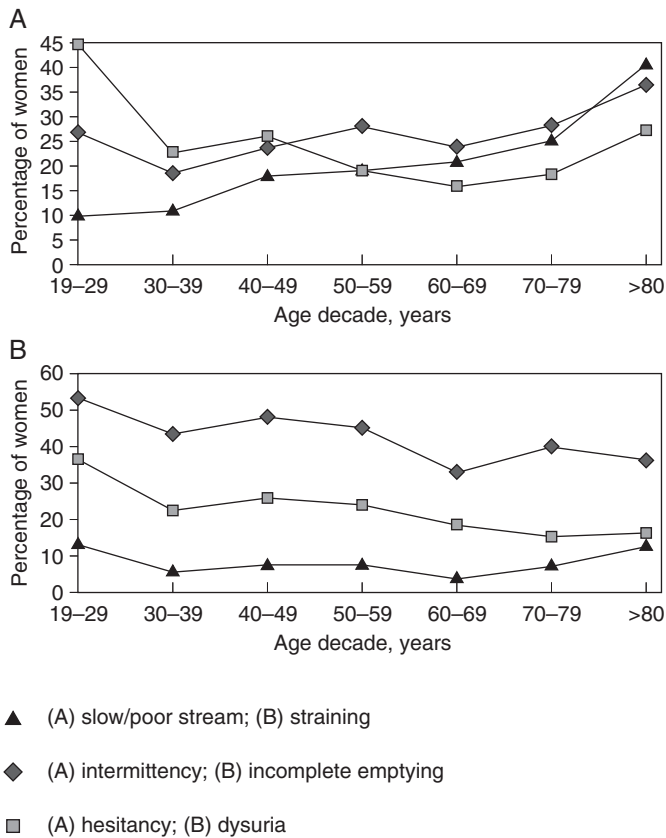 A
Percentage of women
45
40
35
30
25
20
15
10
5
0
19–29 30–39 40–49 50–59 60–69 70–79 >80
Age decade, years
B
Percentage of women
60
50
40
30
20
10
0
19–29 30–39 40–49 50–59 60–69 70–79 >80
Age decade, years
(A) slow/poor stream; (B) straining
(A) intermittency; (B) incomplete emptying
(A) hesitancy; (B) dysuria